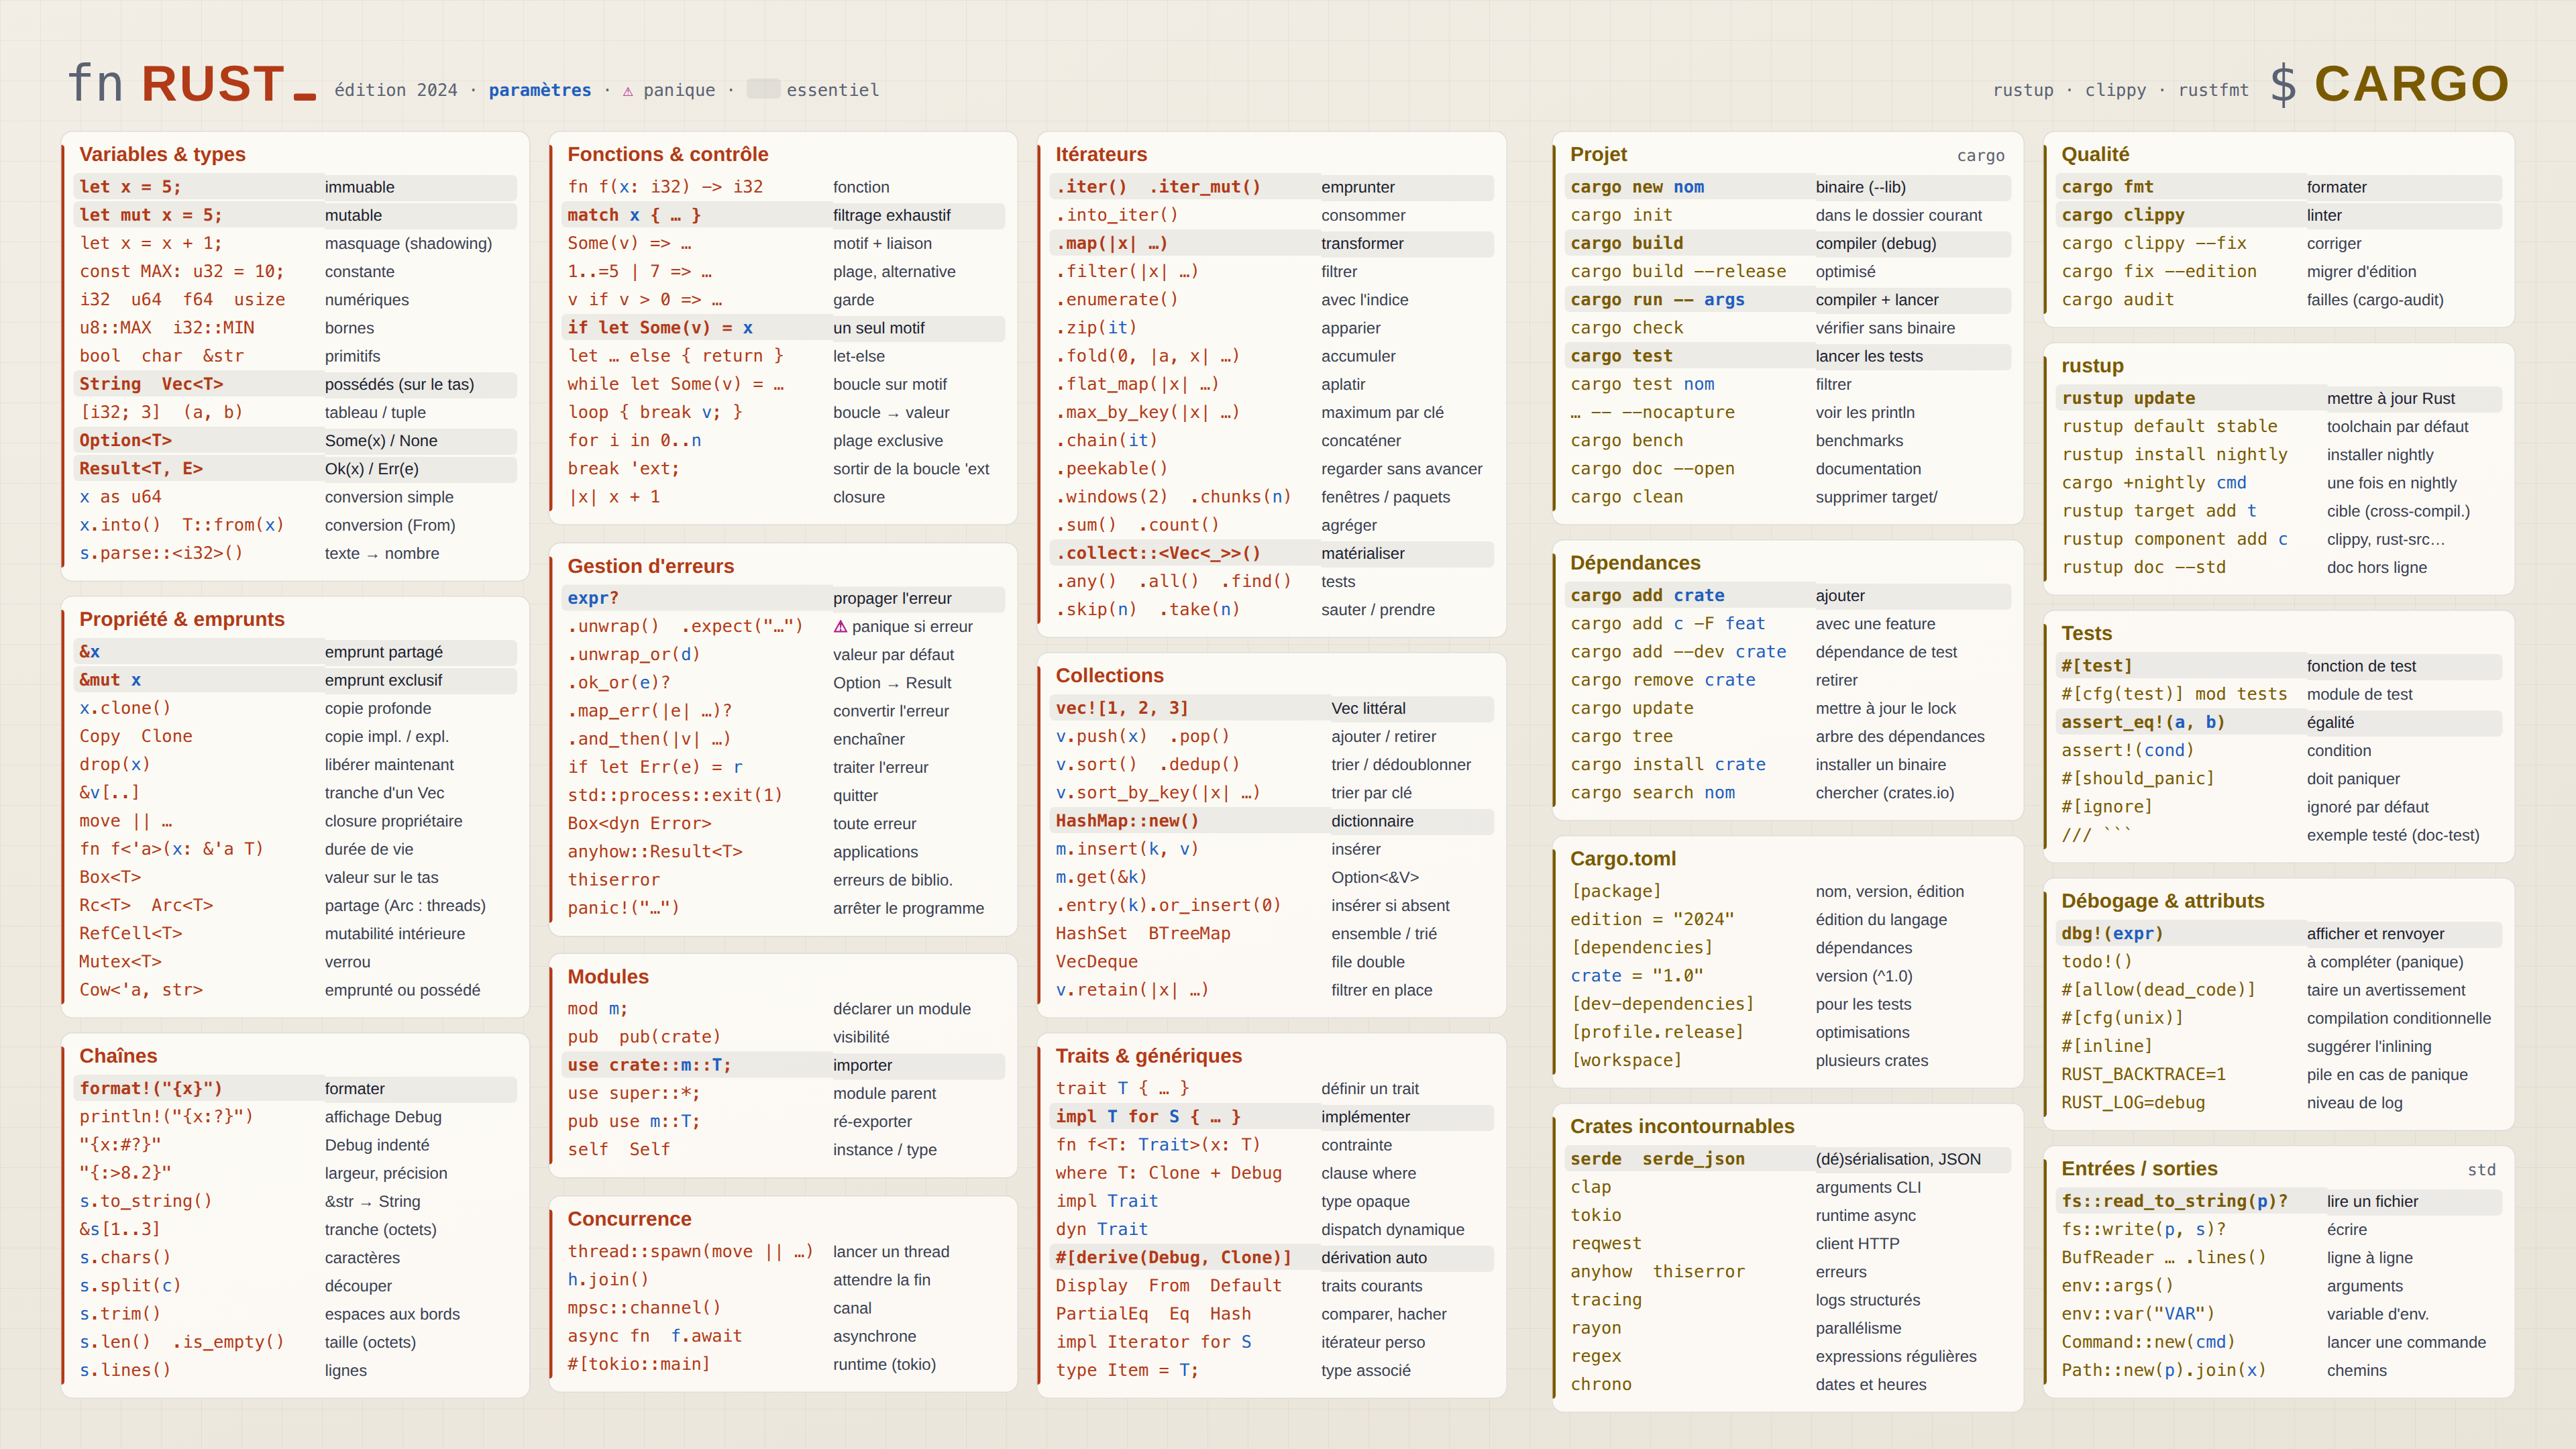 fn RUST_ édition 2024 · paramètres · ⚠ panique · essentiel
rustup · clippy · rustfmt $ CARGO
Variables & types
let x = 5; immuable
let mut x = 5; mutable
let x = x + 1; masquage (shadowing)
const MAX: u32 = 10; constante
i32 u64 f64 usize numériques
u8::MAX i32::MIN bornes
bool char &str primitifs
String Vec<T> possédés (sur le tas)
[i32; 3] (a, b) tableau / tuple
Option<T> Some(x) / None
Result<T, E> Ok(x) / Err(e)
x as u64 conversion simple
x.into() T::from(x) conversion (From)
s.parse::<i32>() texte → nombre
Propriété & emprunts
&x emprunt partagé
&mut x emprunt exclusif
x.clone() copie profonde
Copy Clone copie impl. / expl.
drop(x) libérer maintenant
&v[..] tranche d'un Vec
move || … closure propriétaire
fn f<'a>(x: &'a T) durée de vie
Box<T> valeur sur le tas
Rc<T> Arc<T> partage (Arc : threads)
RefCell<T> mutabilité intérieure
Mutex<T> verrou
Cow<'a, str> emprunté ou possédé
Chaînes
format!("{x}") formater
println!("{x:?}") affichage Debug
"{x:#?}" Debug indenté
"{:>8.2}" largeur, précision
s.to_string() &str → String
&s[1..3] tranche (octets)
s.chars() caractères
s.split(c) découper
s.trim() espaces aux bords
s.len() .is_empty() taille (octets)
s.lines() lignes
Fonctions & contrôle
fn f(x: i32) -> i32 fonction
match x { … } filtrage exhaustif
Some(v) => … motif + liaison
1..=5 | 7 => … plage, alternative
v if v > 0 => … garde
if let Some(v) = x un seul motif
let … else { return } let-else
while let Some(v) = … boucle sur motif
loop { break v; } boucle → valeur
for i in 0..n plage exclusive
break 'ext; sortir de la boucle 'ext
|x| x + 1 closure
Gestion d'erreurs
expr? propager l'erreur
.unwrap() .expect("…") ⚠ panique si erreur
.unwrap_or(d) valeur par défaut
.ok_or(e)? Option → Result
.map_err(|e| …)? convertir l'erreur
.and_then(|v| …) enchaîner
if let Err(e) = r traiter l'erreur
std::process::exit(1) quitter
Box<dyn Error> toute erreur
anyhow::Result<T> applications
thiserror erreurs de biblio.
panic!("…") arrêter le programme
Modules
mod m; déclarer un module
pub pub(crate) visibilité
use crate::m::T; importer
use super::*; module parent
pub use m::T; ré-exporter
self Self instance / type
Concurrence
thread::spawn(move || …) lancer un thread
h.join() attendre la fin
mpsc::channel() canal
async fn f.await asynchrone
#[tokio::main] runtime (tokio)
Itérateurs
.iter() .iter_mut() emprunter
.into_iter() consommer
.map(|x| …) transformer
.filter(|x| …) filtrer
.enumerate() avec l'indice
.zip(it) apparier
.fold(0, |a, x| …) accumuler
.flat_map(|x| …) aplatir
.max_by_key(|x| …) maximum par clé
.chain(it) concaténer
.peekable() regarder sans avancer
.windows(2) .chunks(n) fenêtres / paquets
.sum() .count() agréger
.collect::<Vec<_>>() matérialiser
.any() .all() .find() tests
.skip(n) .take(n) sauter / prendre
Collections
vec![1, 2, 3] Vec littéral
v.push(x) .pop() ajouter / retirer
v.sort() .dedup() trier / dédoublonner
v.sort_by_key(|x| …) trier par clé
HashMap::new() dictionnaire
m.insert(k, v) insérer
m.get(&k) Option<&V>
.entry(k).or_insert(0) insérer si absent
HashSet BTreeMap ensemble / trié
VecDeque file double
v.retain(|x| …) filtrer en place
Traits & génériques
trait T { … } définir un trait
impl T for S { … } implémenter
fn f<T: Trait>(x: T) contrainte
where T: Clone + Debug clause where
impl Trait type opaque
dyn Trait dispatch dynamique
#[derive(Debug, Clone)] dérivation auto
Display From Default traits courants
PartialEq Eq Hash comparer, hacher
impl Iterator for S itérateur perso
type Item = T; type associé
Projet cargo
cargo new nom binaire (--lib)
cargo init dans le dossier courant
cargo build compiler (debug)
cargo build --release optimisé
cargo run -- args compiler + lancer
cargo check vérifier sans binaire
cargo test lancer les tests
cargo test nom filtrer
… -- --nocapture voir les println
cargo bench benchmarks
cargo doc --open documentation
cargo clean supprimer target/
Dépendances
cargo add crate ajouter
cargo add c -F feat avec une feature
cargo add --dev crate dépendance de test
cargo remove crate retirer
cargo update mettre à jour le lock
cargo tree arbre des dépendances
cargo install crate installer un binaire
cargo search nom chercher (crates.io)
Cargo.toml
[package] nom, version, édition
edition = "2024" édition du langage
[dependencies] dépendances
crate = "1.0" version (^1.0)
[dev-dependencies] pour les tests
[profile.release] optimisations
[workspace] plusieurs crates
Crates incontournables
serde serde_json (dé)sérialisation, JSON
clap arguments CLI
tokio runtime async
reqwest client HTTP
anyhow thiserror erreurs
tracing logs structurés
rayon parallélisme
regex expressions régulières
chrono dates et heures
Qualité
cargo fmt formater
cargo clippy linter
cargo clippy --fix corriger
cargo fix --edition migrer d'édition
cargo audit failles (cargo-audit)
rustup
rustup update mettre à jour Rust
rustup default stable toolchain par défaut
rustup install nightly installer nightly
cargo +nightly cmd une fois en nightly
rustup target add t cible (cross-compil.)
rustup component add c clippy, rust-src…
rustup doc --std doc hors ligne
Tests
#[test] fonction de test
#[cfg(test)] mod tests module de test
assert_eq!(a, b) égalité
assert!(cond) condition
#[should_panic] doit paniquer
#[ignore] ignoré par défaut
/// ``` exemple testé (doc-test)
Débogage & attributs
dbg!(expr) afficher et renvoyer
todo!() à compléter (panique)
#[allow(dead_code)] taire un avertissement
#[cfg(unix)] compilation conditionnelle
#[inline] suggérer l'inlining
RUST_BACKTRACE=1 pile en cas de panique
RUST_LOG=debug niveau de log
Entrées / sorties std
fs::read_to_string(p)? lire un fichier
fs::write(p, s)? écrire
BufReader … .lines() ligne à ligne
env::args() arguments
env::var("VAR") variable d'env.
Command::new(cmd) lancer une commande
Path::new(p).join(x) chemins